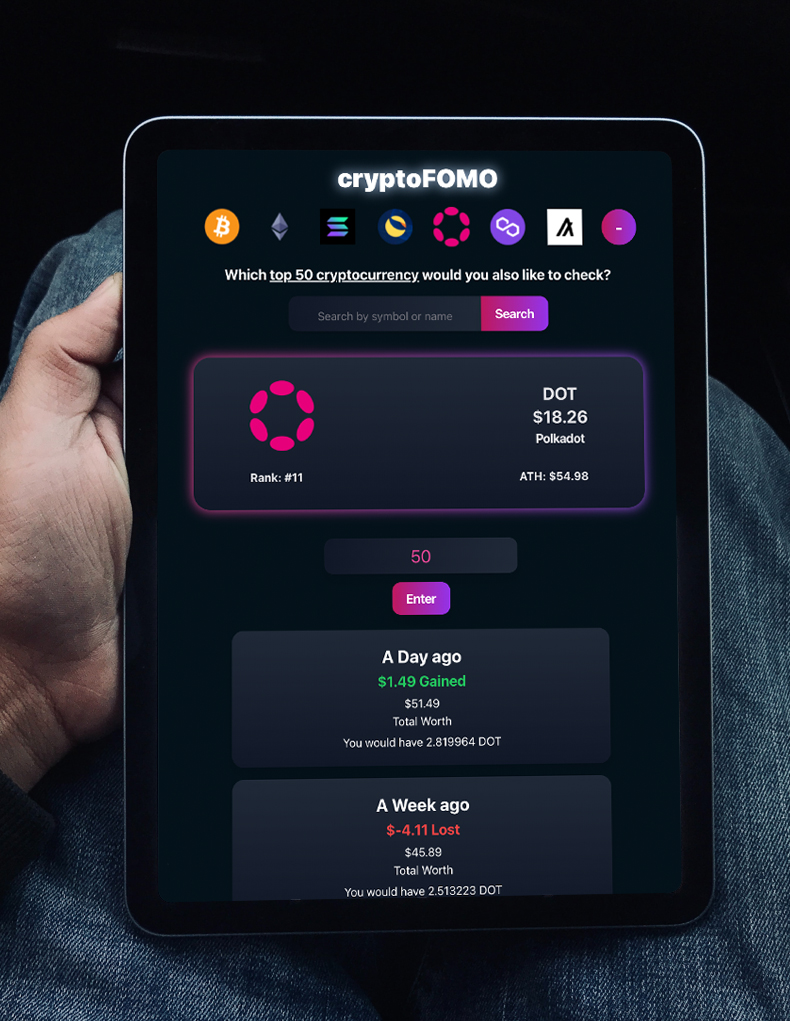 cryptoFOMO
-
Which top 50 cryptocurrency would you also like to check?
Search by symbol or name Search
DOT
$18.26
Polkadot
Rank: #11 ATH: $54.98
50
Enter
A Day ago
$1.49 Gained
$51.49
Total Worth
You would have 2.819964 DOT
A Week ago
$-4.11 Lost
$45.89
Total Worth
You would have 2.513223 DOT